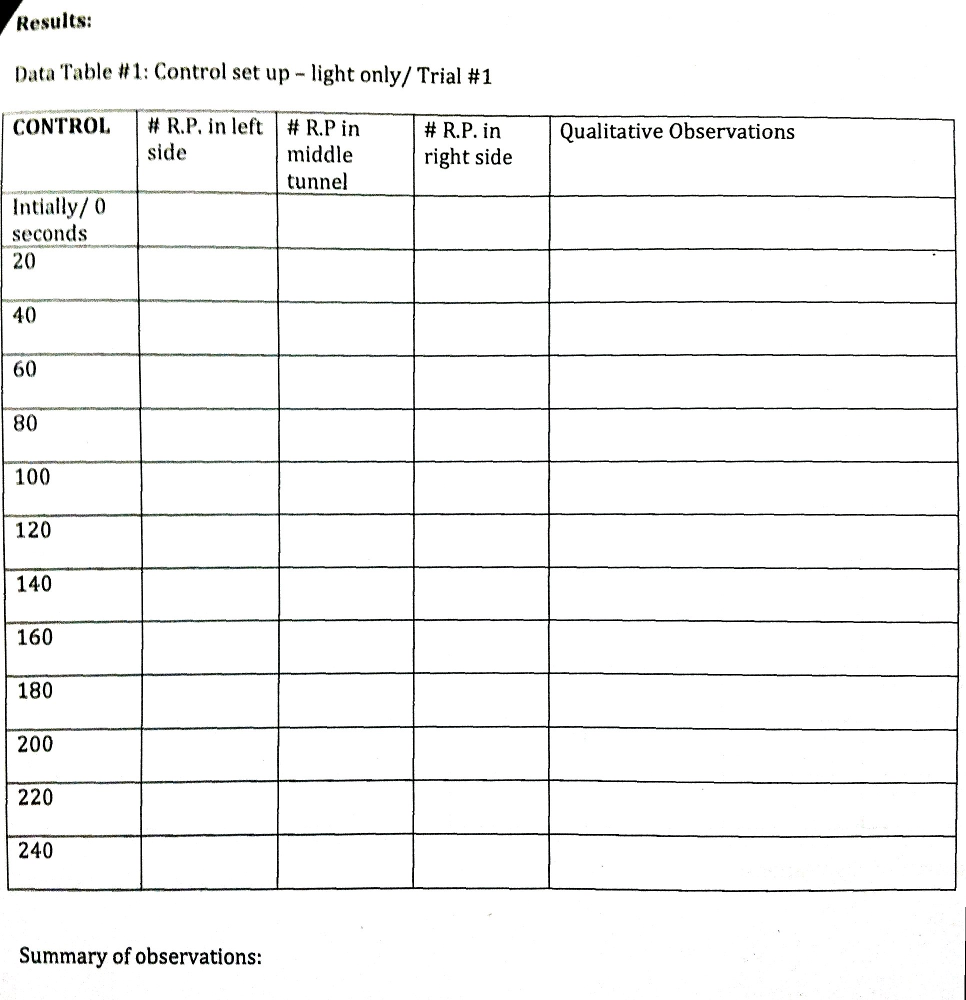 Results:
Data Table #1: Control set up – light only/ Trial #1
CONTROL
# R.P. in left
side
# R.P in
middle
tunnel
# R.P. in
right side
Qualitative Observations
Intially/ 0
seconds
20
40
60
80
100
120
140
160
180
200
220
240
Summary of observations: